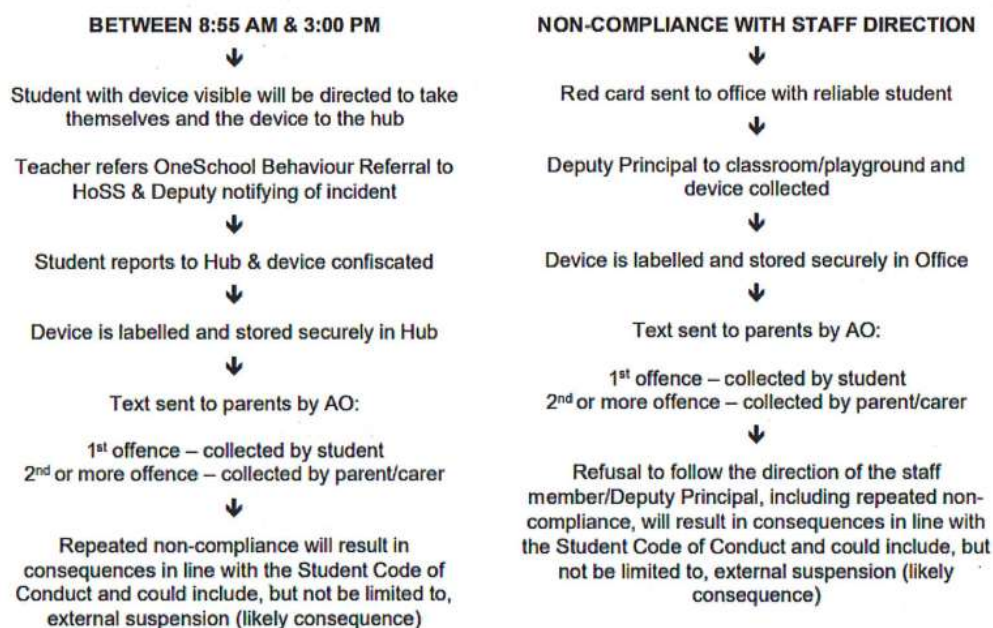 BETWEEN 8:55 AM & 3:00 PM
↓
Student with device visible will be directed to take
themselves and the device to the hub
Teacher refers OneSchool Behaviour Referral to
HoSS & Deputy notifying of incident
↓
Student reports to Hub & device confiscated
↓
Device is labelled and stored securely in Hub
↓
Text sent to parents by AO:
1st offence – collected by student
2nd or more offence – collected by parent/carer
↓
Repeated non-compliance will result in
consequences in line with the Student Code of
Conduct and could include, but not be limited to,
external suspension (likely consequence)
NON-COMPLIANCE WITH STAFF DIRECTION
↓
Red card sent to office with reliable student
↓
Deputy Principal to classroom/playground and
device collected
↓
Device is labelled and stored securely in Office
↓
Text sent to parents by AO:
1st offence – collected by student
2nd or more offence – collected by parent/carer
↓
Refusal to follow the direction of the staff
member/Deputy Principal, including repeated non-
compliance, will result in consequences in line with
the Student Code of Conduct and could include, but
not be limited to, external suspension (likely
consequence)